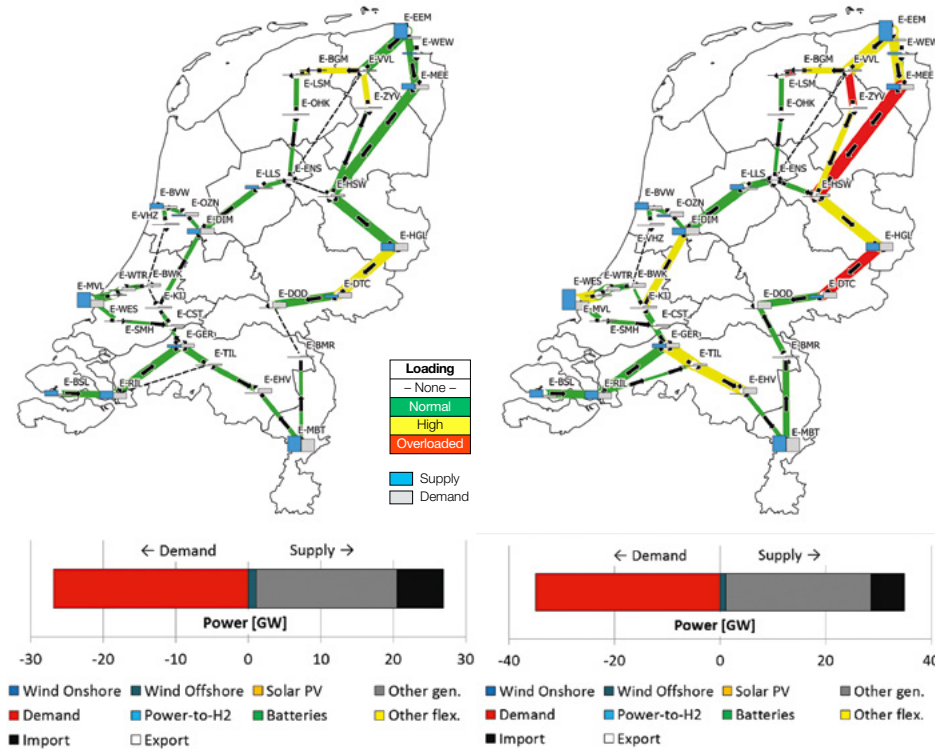 E-EEM
E-WEW
E-BGM
E-VVL
E-MEE
E-LSM
E-ZYV
E-OHK
E-ENS
E-LLS
E-HSW
E-BVW
E-OZN
E-VHZ
E-DIM
E-HGL
E-WTR
E-BWK
E-MVL
E-DTC
E-KIJ
E-DOD
E-WES
E-CST
E-SMH
E-GER
E-BMR
E-TIL
E-EHV
E-BSL
E-RIL
E-MBT
Loading
– None –
Normal
High
Overloaded
Supply
Demand
E-EEM
E-WEW
E-BGM
E-VVL
E-MEE
E-LSM
E-ZYV
E-OHK
E-ENS
E-LLS
E-HSW
E-BVW
E-OZN
E-VHZ
E-DIM
E-HGL
E-WES
E-WTR
E-BWK
E-DTC
E-KIJ
E-DOD
E-MVL
E-CST
E-SMH
E-GER
E-BMR
E-TIL
E-EHV
E-BSL
E-RIL
E-MBT
← Demand Supply →
Power [GW]
-30 -20 -10 0 10 20 30
Wind Onshore Wind Offshore Solar PV Other gen.
Demand Power-to-H2 Batteries Other flex.
Import Export
← Demand Supply →
Power [GW]
-40 -20 0 20 40
Wind Onshore Wind Offshore Solar PV Other gen.
Demand Power-to-H2 Batteries Other flex.
Import Export